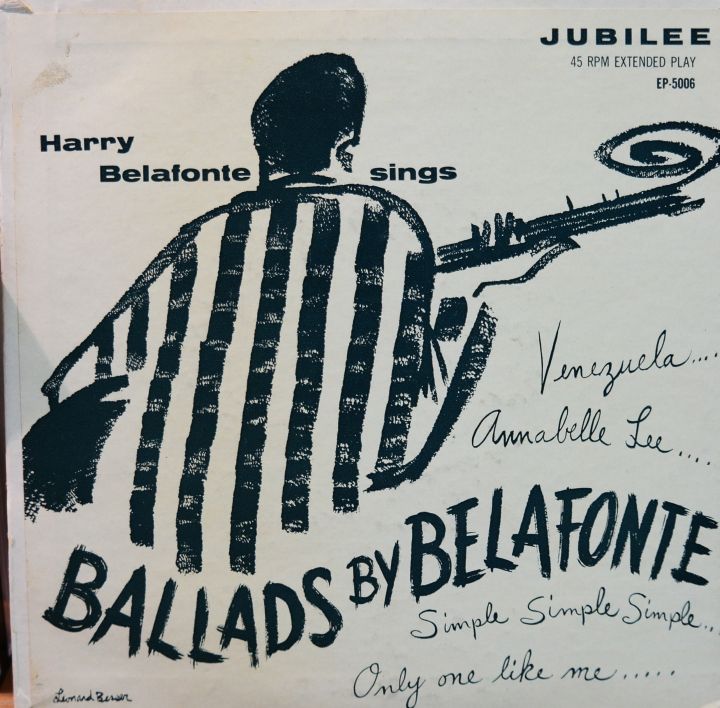 JUBILEE
45 RPM EXTENDED PLAY
EP-5006
Harry
Belafonte sings
Venezuela....
Annabelle Lee....
BALLADS BY BELAFONTE
Simple Simple Simple...
Only one like me.....
Leonard